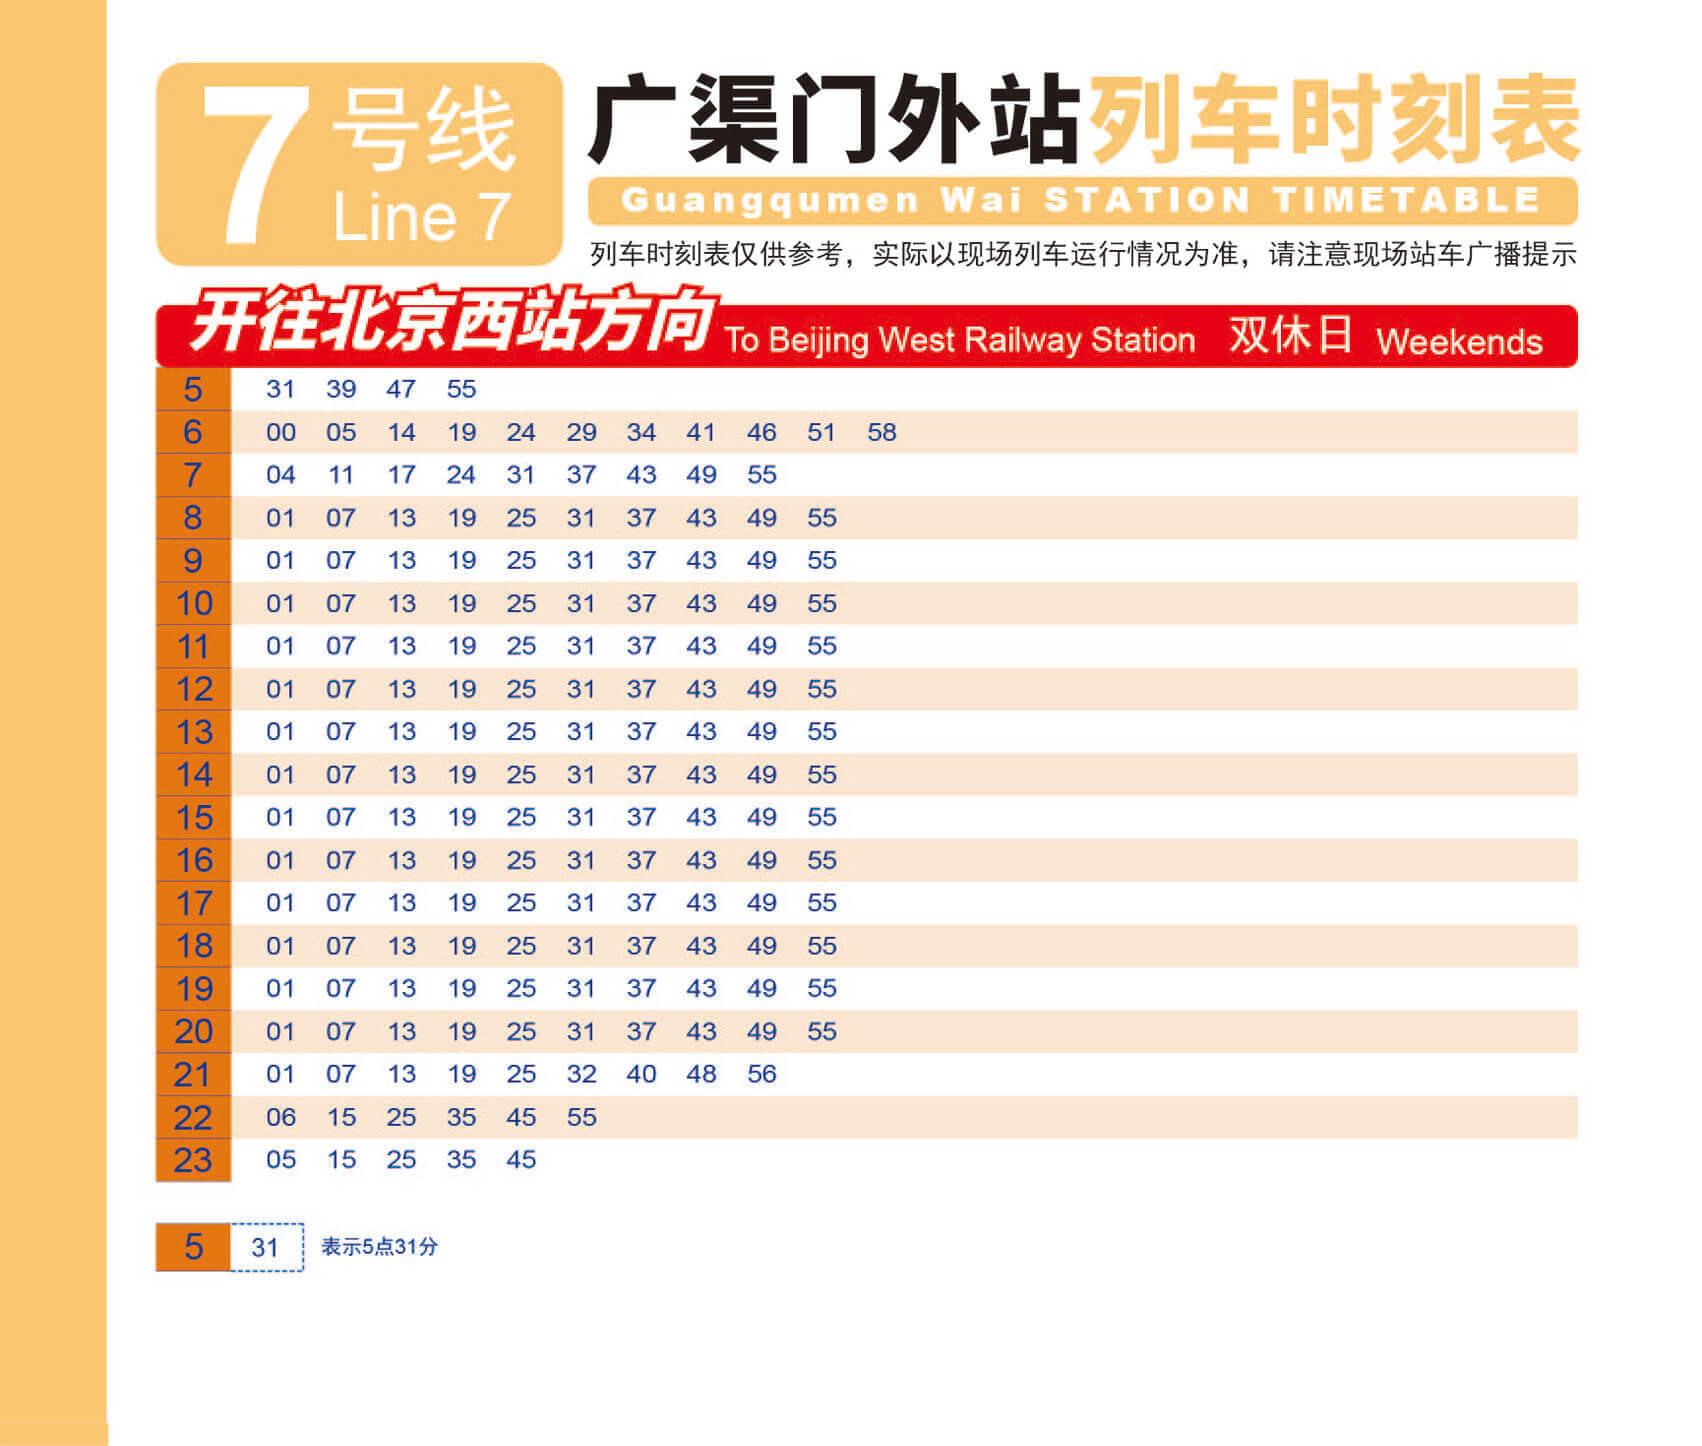 7号线
Line 7
广渠门外站列车时刻表
Guangqumen Wai STATION TIMETABLE
列车时刻表仅供参考，实际以现场列车运行情况为准，请注意现场站车广播提示
开往北京西站方向 To Beijing West Railway Station 双休日 Weekends
5 31 39 47 55
6 00 05 14 19 24 29 34 41 46 51 58
7 04 11 17 24 31 37 43 49 55
8 01 07 13 19 25 31 37 43 49 55
9 01 07 13 19 25 31 37 43 49 55
10 01 07 13 19 25 31 37 43 49 55
11 01 07 13 19 25 31 37 43 49 55
12 01 07 13 19 25 31 37 43 49 55
13 01 07 13 19 25 31 37 43 49 55
14 01 07 13 19 25 31 37 43 49 55
15 01 07 13 19 25 31 37 43 49 55
16 01 07 13 19 25 31 37 43 49 55
17 01 07 13 19 25 31 37 43 49 55
18 01 07 13 19 25 31 37 43 49 55
19 01 07 13 19 25 31 37 43 49 55
20 01 07 13 19 25 31 37 43 49 55
21 01 07 13 19 25 32 40 48 56
22 06 15 25 35 45 55
23 05 15 25 35 45
5 31 表示5点31分